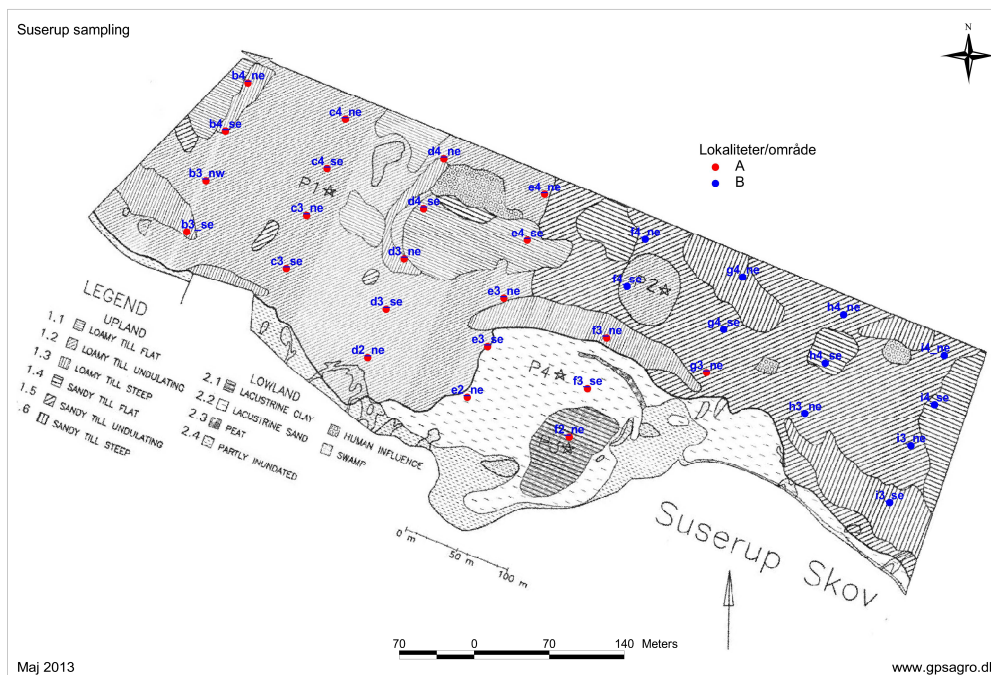 Suserup sampling
N
b4_ne
c4_ne
b4_se
d4_ne
c4_se
b3_nw
P1
e4_ne
d4_se
c3_ne
b3_se
e4_se
f4_ne
d3_ne
c3_se
g4_ne
f4_se
P2
e3_ne
d3_se
h4_ne
g4_se
f3_ne
e3_se
i4_ne
d2_ne
h4_se
g3_ne
P4
f3_se
e2_ne
i4_se
h3_ne
f2_ne
P3
i3_ne
i3_se
Lokaliteter/område
A
B
LEGEND
UPLAND
1.1 LOAMY TILL FLAT
1.2 LOAMY TILL UNDULATING
1.3 LOAMY TILL STEEP
1.4 SANDY TILL FLAT
1.5 SANDY TILL UNDULATING
.6 SANDY TILL STEEP
LOWLAND
2.1 LACUSTRINE CLAY
2.2 LACUSTRINE SAND
2.3 PEAT
2.4 PARTLY INUNDATED
HUMAN INFLUENCE
SWAMP
0 m 50 m 100 m
Suserup Skov
70 0 70 140 Meters
Maj 2013
www.gpsagro.dl